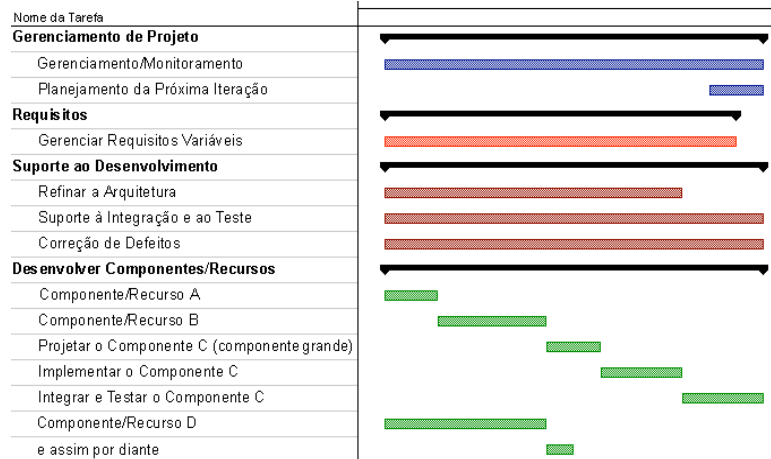 Nome da Tarefa
Gerenciamento de Projeto
Gerenciamento/Monitoramento
Planejamento da Próxima Iteração
Requisitos
Gerenciar Requisitos Variáveis
Suporte ao Desenvolvimento
Refinar a Arquitetura
Suporte à Integração e ao Teste
Correção de Defeitos
Desenvolver Componentes/Recursos
Componente/Recurso A
Componente/Recurso B
Projetar o Componente C (componente grande)
Implementar o Componente C
Integrar e Testar o Componente C
Componente/Recurso D
e assim por diante